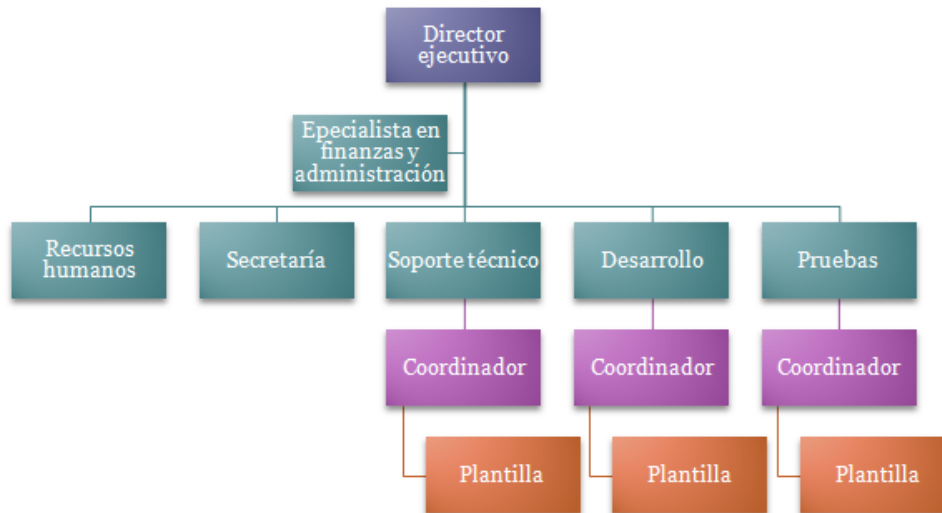 Director
ejecutivo
Epecialista en
finanzas y
administración
Recursos
humanos
Secretaría
Soporte técnico
Desarrollo
Pruebas
Coordinador
Coordinador
Coordinador
Plantilla
Plantilla
Plantilla